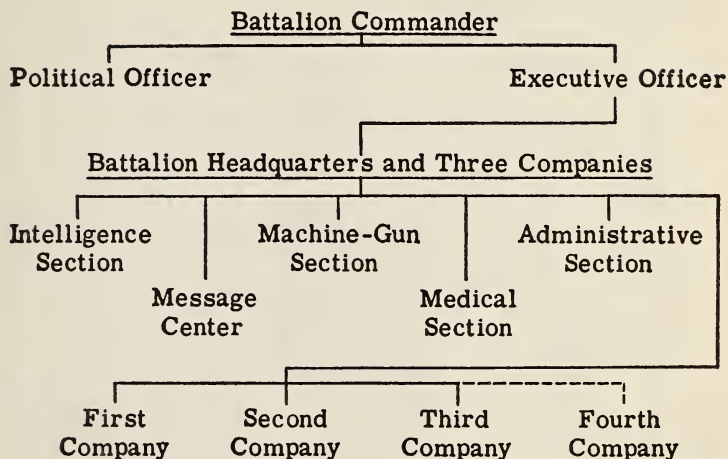 Battalion Commander
Political Officer
Executive Officer
Battalion Headquarters and Three Companies
Intelligence
Section
Message
Center
Machine-Gun
Section
Medical
Section
Administrative
Section
First
Company
Second
Company
Third
Company
Fourth
Company